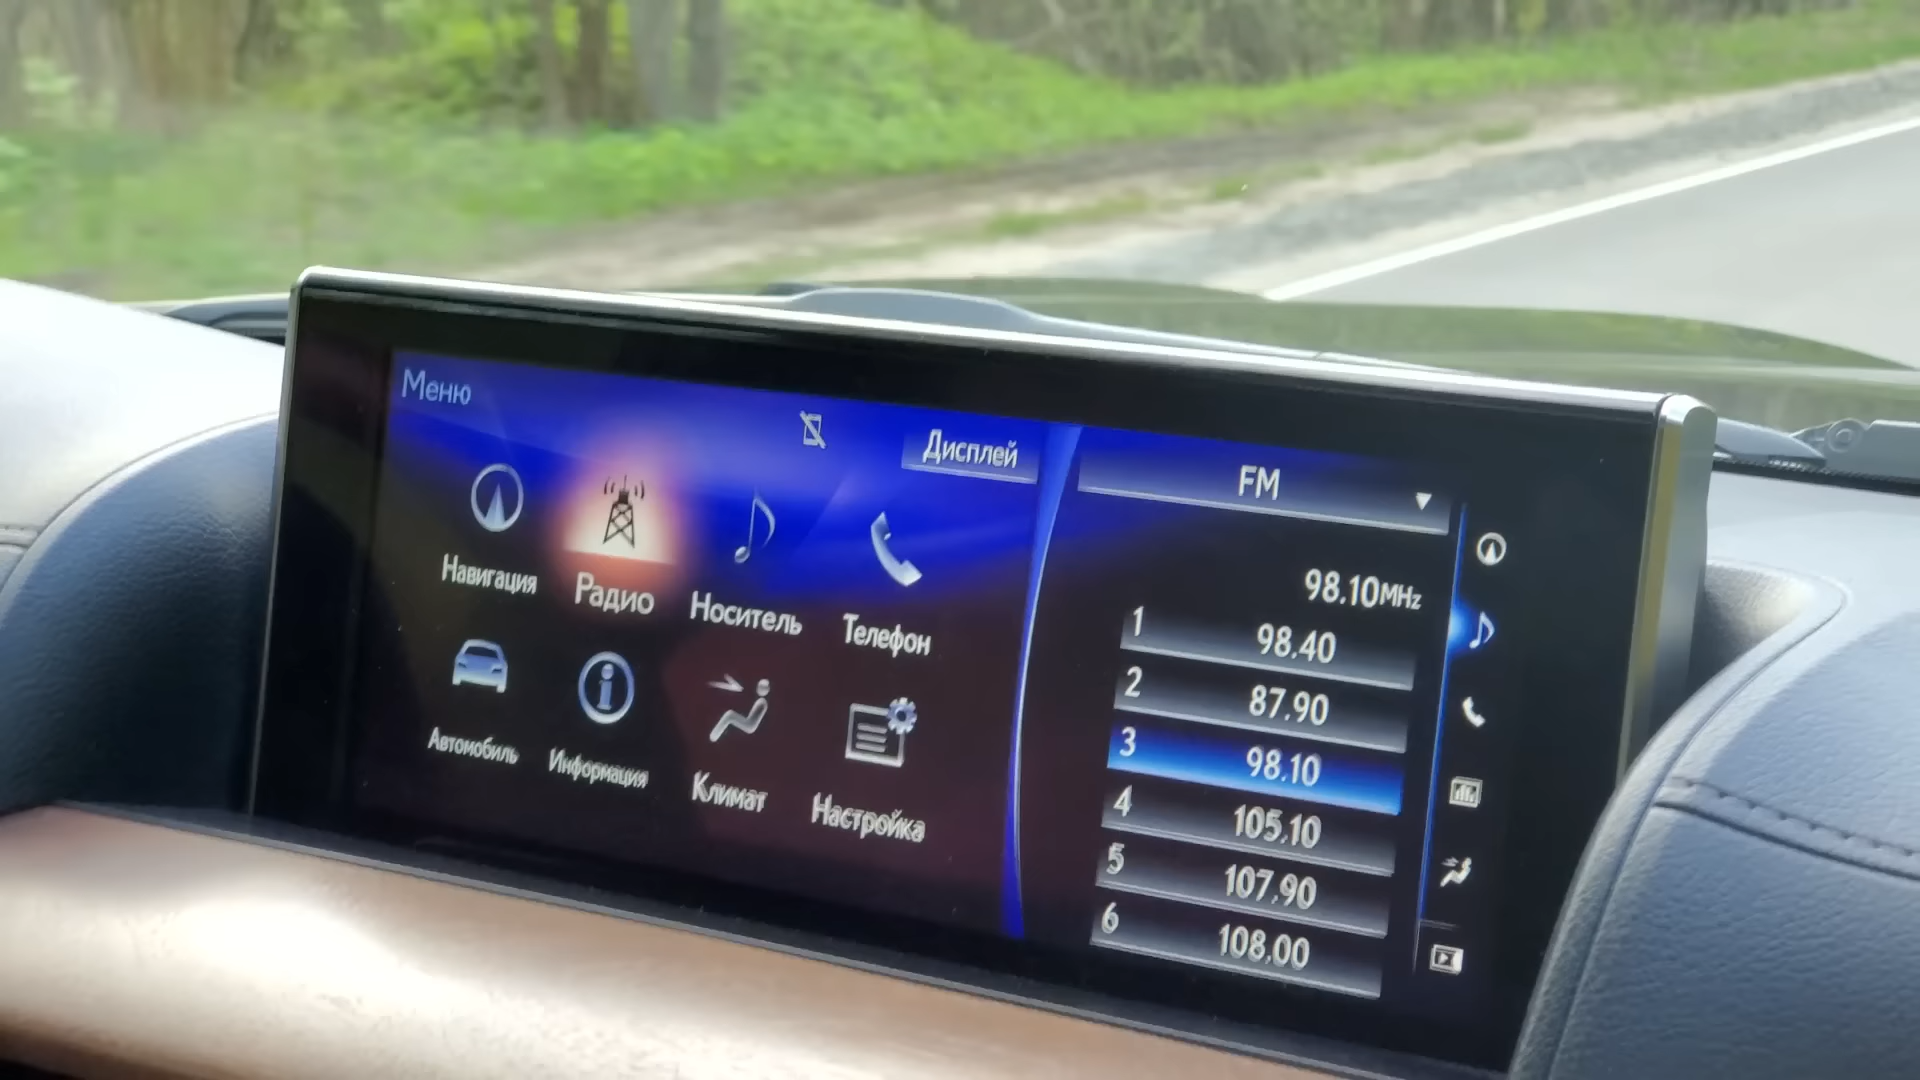 Меню
Дисплей
Навигация
Радио
Носитель
Телефон
Автомобиль
Информация
Климат
Настройка
FM
98.10MHz
1 98.40
2 87.90
3 98.10
4 105.10
5 107.90
6 108.00